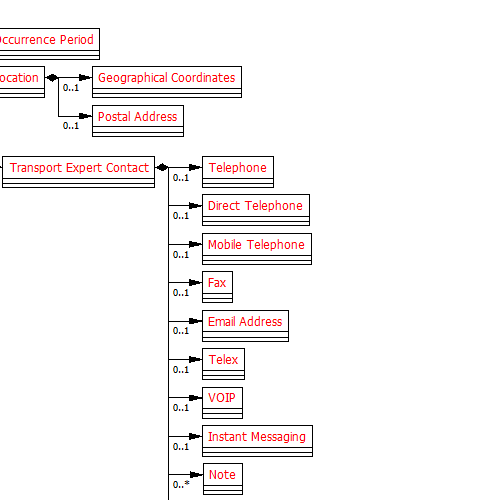 Occurrence Period
ocation
Geographical Coordinates
0..1
Postal Address
0..1
Transport Expert Contact
Telephone
0..1
Direct Telephone
0..1
Mobile Telephone
0..1
Fax
0..1
Email Address
0..1
Telex
0..1
VOIP
0..1
Instant Messaging
0..1
Note
0..*